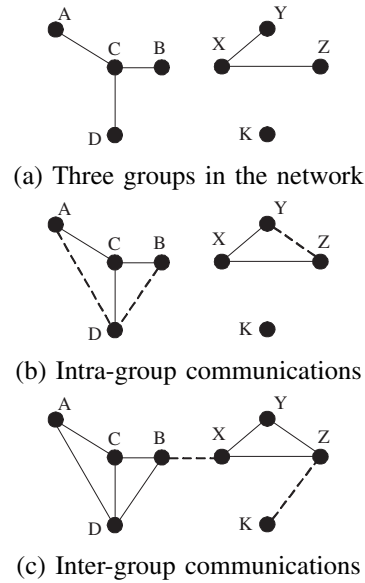 A
C
B
D
Y
X
Z
K
(a) Three groups in the network
A
C
B
D
Y
X
Z
K
(b) Intra-group communications
A
C
B
D
Y
X
Z
K
(c) Inter-group communications